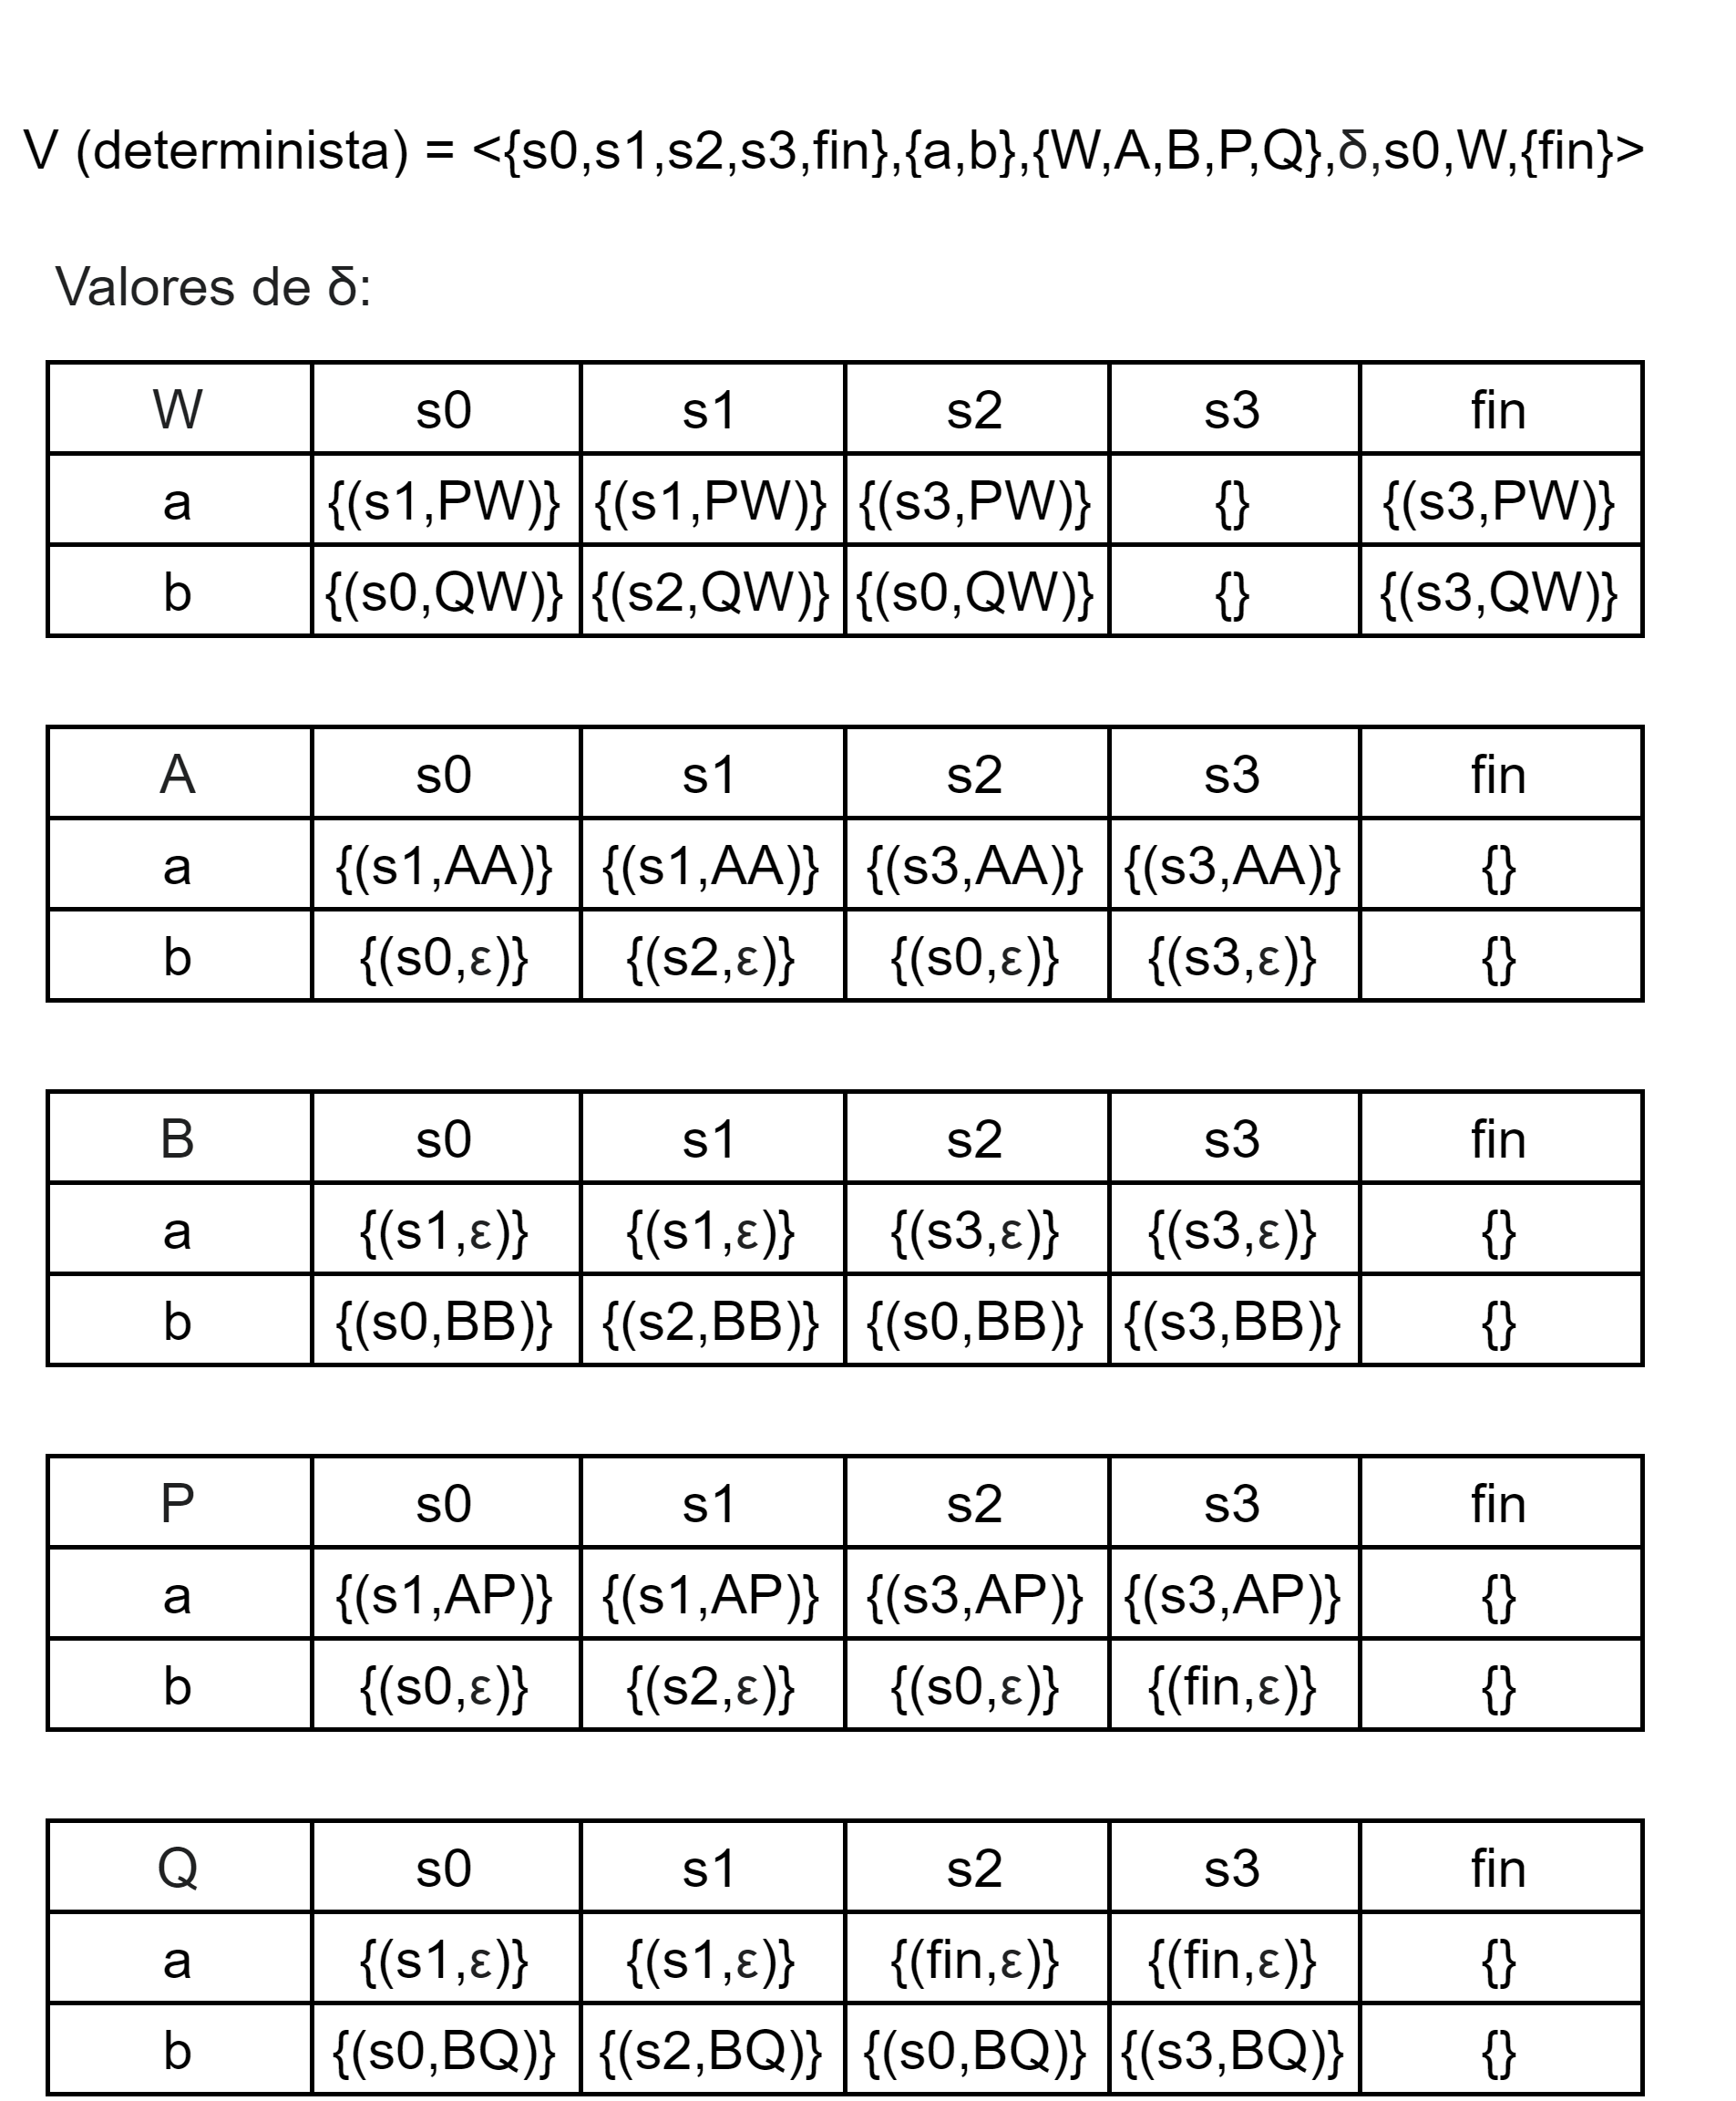 V (determinista) = <{s0,s1,s2,s3,fin},{a,b},{W,A,B,P,Q},δ,s0,W,{fin}>
Valores de δ:
W s0 s1 s2 s3 fin
a {(s1,PW)} {(s1,PW)} {(s3,PW)} {} {(s3,PW)}
b {(s0,QW)} {(s2,QW)} {(s0,QW)} {} {(s3,QW)}
A s0 s1 s2 s3 fin
a {(s1,AA)} {(s1,AA)} {(s3,AA)} {(s3,AA)} {}
b {(s0,ε)} {(s2,ε)} {(s0,ε)} {(s3,ε)} {}
B s0 s1 s2 s3 fin
a {(s1,ε)} {(s1,ε)} {(s3,ε)} {(s3,ε)} {}
b {(s0,BB)} {(s2,BB)} {(s0,BB)} {(s3,BB)} {}
P s0 s1 s2 s3 fin
a {(s1,AP)} {(s1,AP)} {(s3,AP)} {(s3,AP)} {}
b {(s0,ε)} {(s2,ε)} {(s0,ε)} {(fin,ε)} {}
Q s0 s1 s2 s3 fin
a {(s1,ε)} {(s1,ε)} {(fin,ε)} {(fin,ε)} {}
b {(s0,BQ)} {(s2,BQ)} {(s0,BQ)} {(s3,BQ)} {}